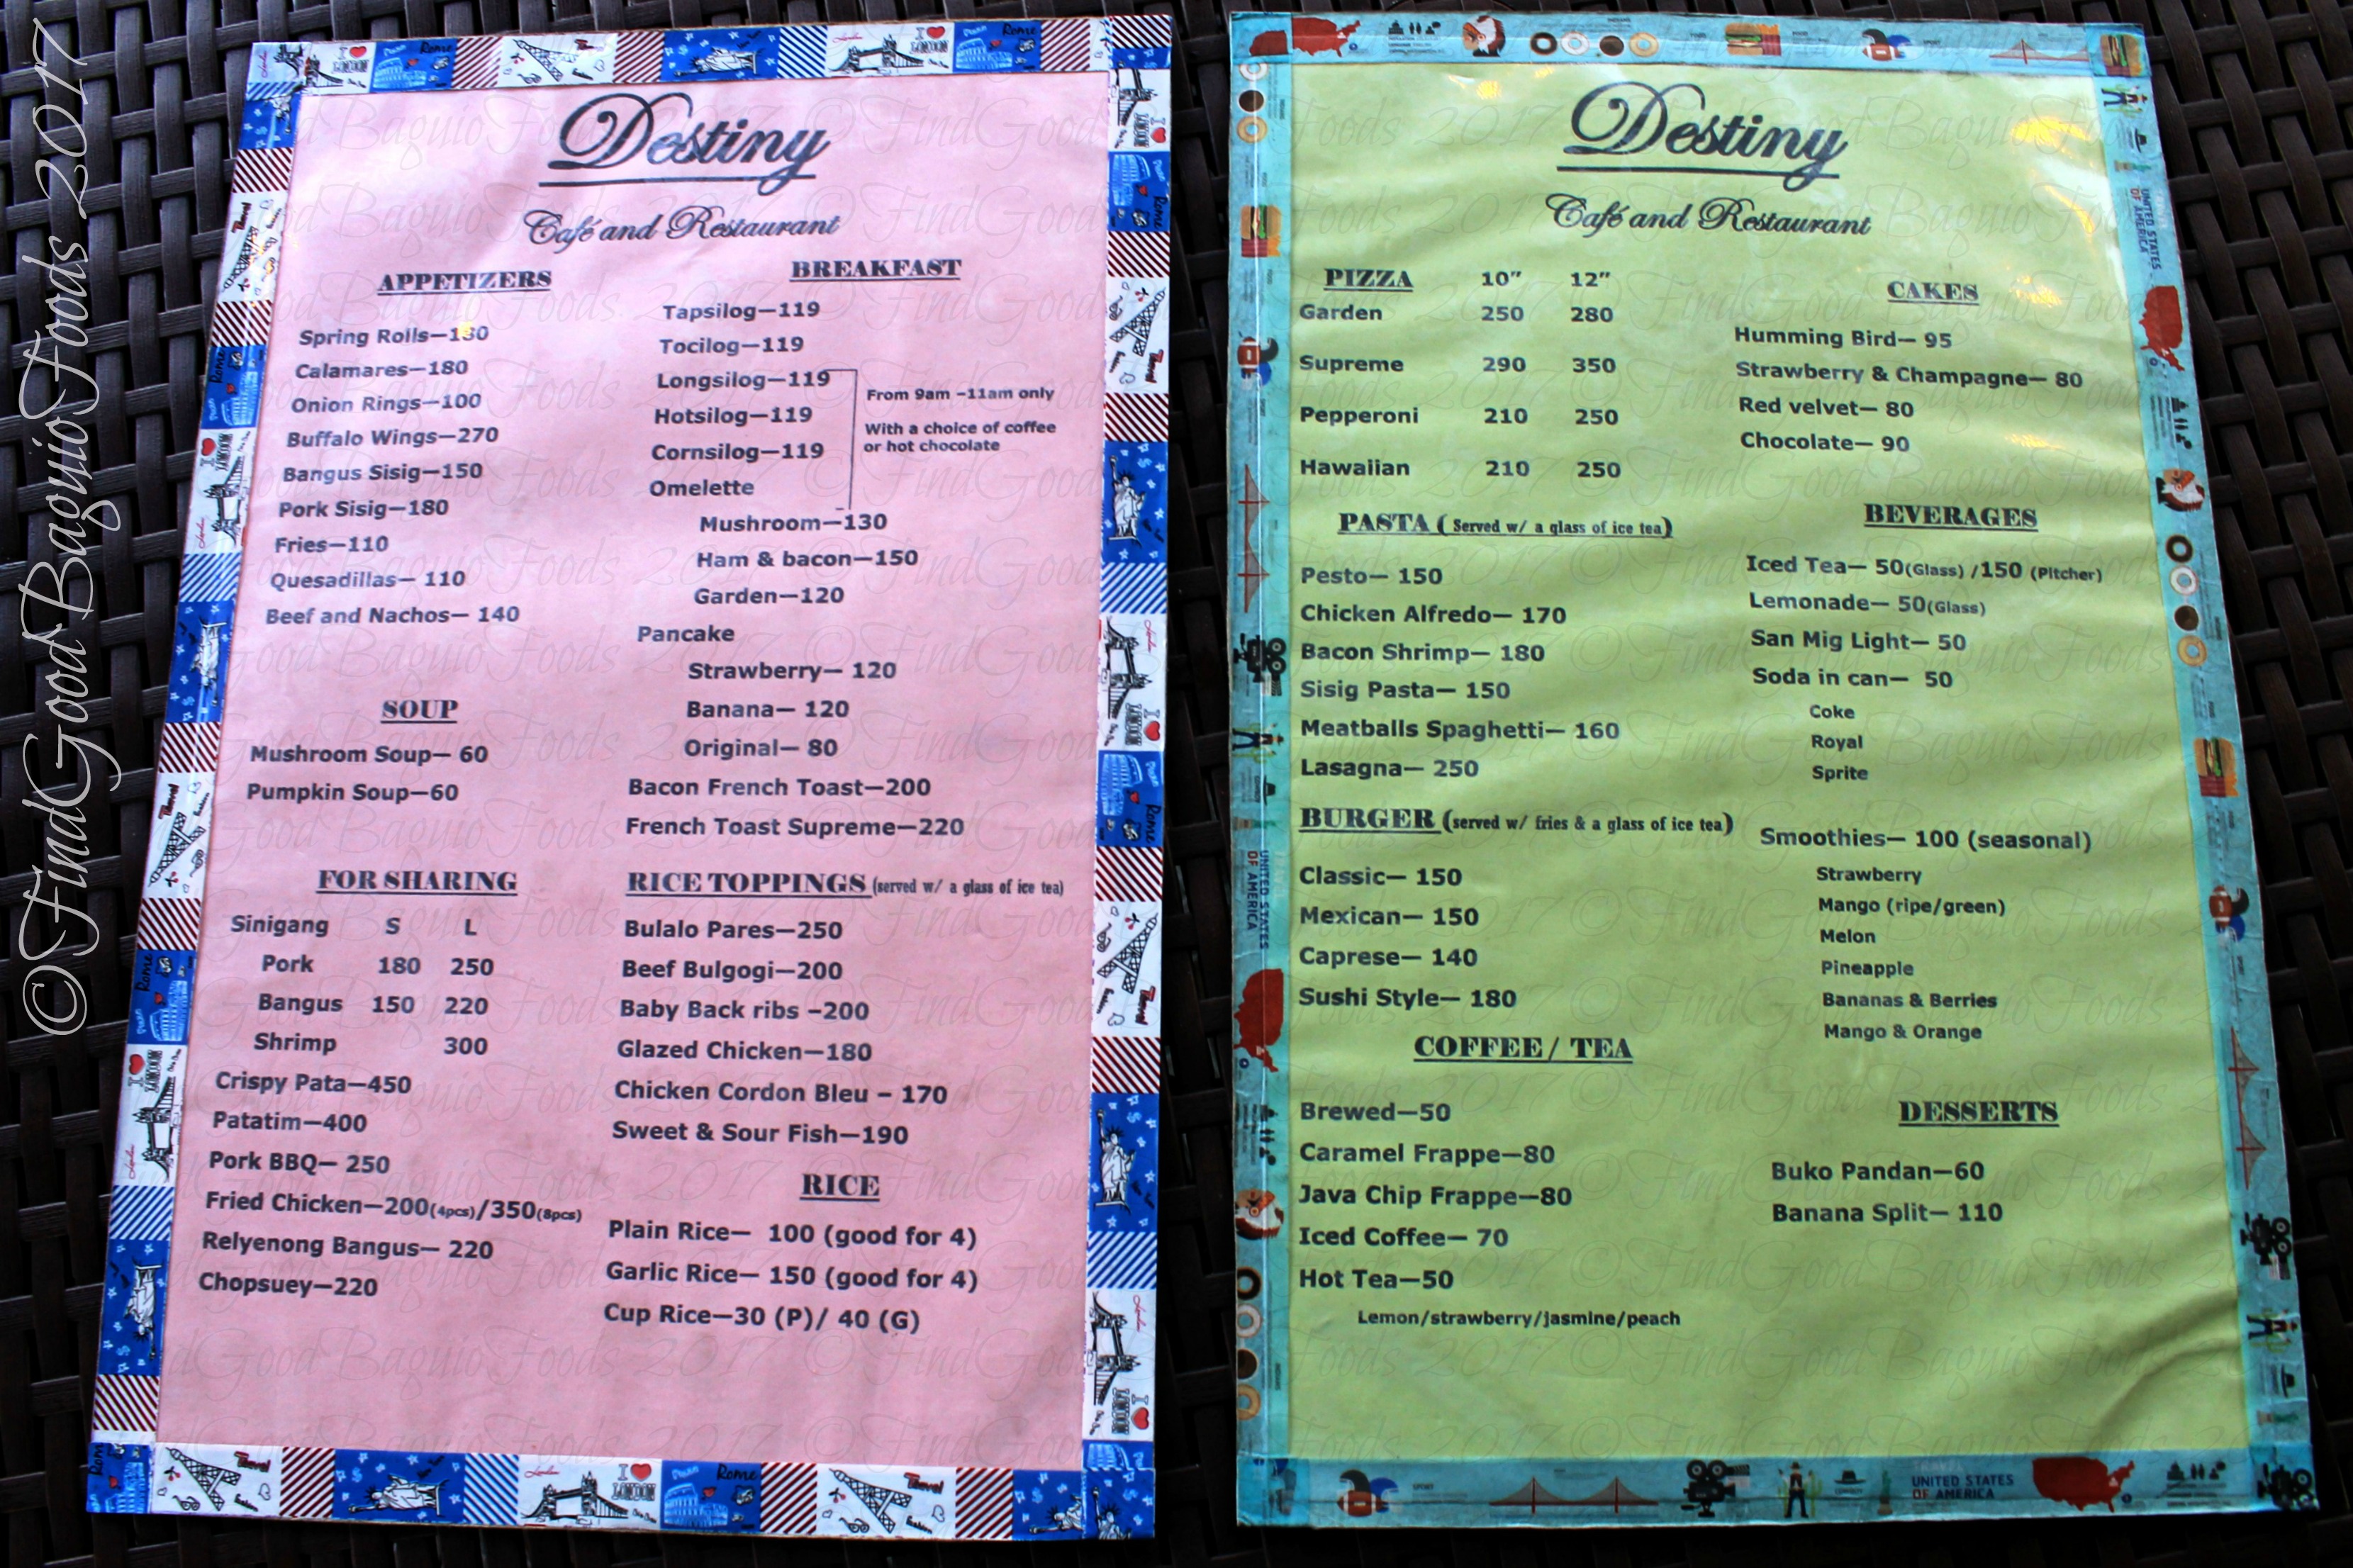 ©FindGoodBaguioFoods 2017
Destiny
Café and Restaurant
APPETIZERS
Spring Rolls—130
Calamares—180
Onion Rings—100
Buffalo Wings—270
Bangus Sisig—150
Pork Sisig—180
Fries—110
Quesadillas— 110
Beef and Nachos— 140
SOUP
Mushroom Soup— 60
Pumpkin Soup—60
FOR SHARING
Sinigang S L
Pork 180 250
Bangus 150 220
Shrimp 300
Crispy Pata—450
Patatim—400
Pork BBQ— 250
Fried Chicken—200(4pcs)/350(8pcs)
Relyenong Bangus— 220
Chopsuey—220
BREAKFAST
Tapsilog—119
Tocilog—119
Longsilog—119
Hotsilog—119
Cornsilog—119
From 9am –11am only
With a choice of coffee
or hot chocolate
Omelette
Mushroom—130
Ham & bacon—150
Garden—120
Pancake
Strawberry— 120
Banana— 120
Original— 80
Bacon French Toast—200
French Toast Supreme—220
RICE TOPPINGS (served w/ a glass of ice tea)
Bulalo Pares—250
Beef Bulgogi—200
Baby Back ribs –200
Glazed Chicken—180
Chicken Cordon Bleu – 170
Sweet & Sour Fish—190
RICE
Plain Rice— 100 (good for 4)
Garlic Rice— 150 (good for 4)
Cup Rice—30 (P)/ 40 (G)
Destiny
Café and Restaurant
PIZZA 10” 12”
Garden 250 280
Supreme 290 350
Pepperoni 210 250
Hawaiian 210 250
PASTA ( Served w/ a glass of ice tea)
Pesto— 150
Chicken Alfredo— 170
Bacon Shrimp— 180
Sisig Pasta— 150
Meatballs Spaghetti— 160
Lasagna— 250
BURGER (served w/ fries & a glass of ice tea)
Classic— 150
Mexican— 150
Caprese— 140
Sushi Style— 180
COFFEE/ TEA
Brewed—50
Caramel Frappe—80
Java Chip Frappe—80
Iced Coffee— 70
Hot Tea—50
Lemon/strawberry/jasmine/peach
CAKES
Humming Bird— 95
Strawberry & Champagne— 80
Red velvet— 80
Chocolate— 90
BEVERAGES
Iced Tea— 50(Glass) /150 (Pitcher)
Lemonade— 50(Glass)
San Mig Light— 50
Soda in can— 50
Coke
Royal
Sprite
Smoothies— 100 (seasonal)
Strawberry
Mango (ripe/green)
Melon
Pineapple
Bananas & Berries
Mango & Orange
DESSERTS
Buko Pandan—60
Banana Split— 110
I LONDON
Rome
UNITED STATES
OF AMERICA